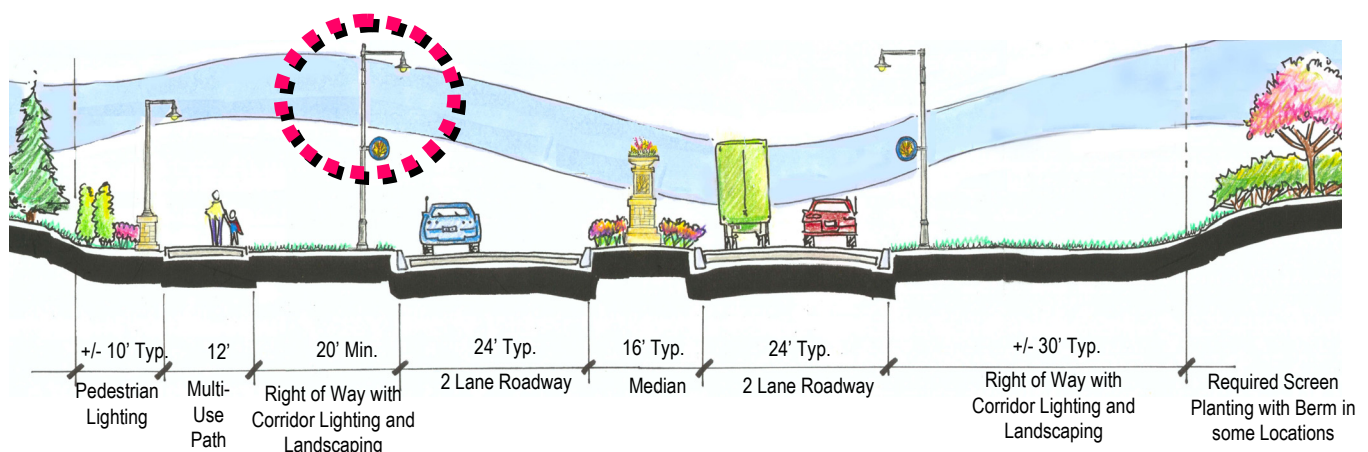 +/- 10’ Typ.
Pedestrian
Lighting
12’
Multi-
Use
Path
20’ Min.
Right of Way with
Corridor Lighting and
Landscaping
24’ Typ.
2 Lane Roadway
16’ Typ.
Median
24’ Typ.
2 Lane Roadway
+/- 30’ Typ.
Right of Way with
Corridor Lighting and
Landscaping
Required Screen
Planting with Berm in
some Locations